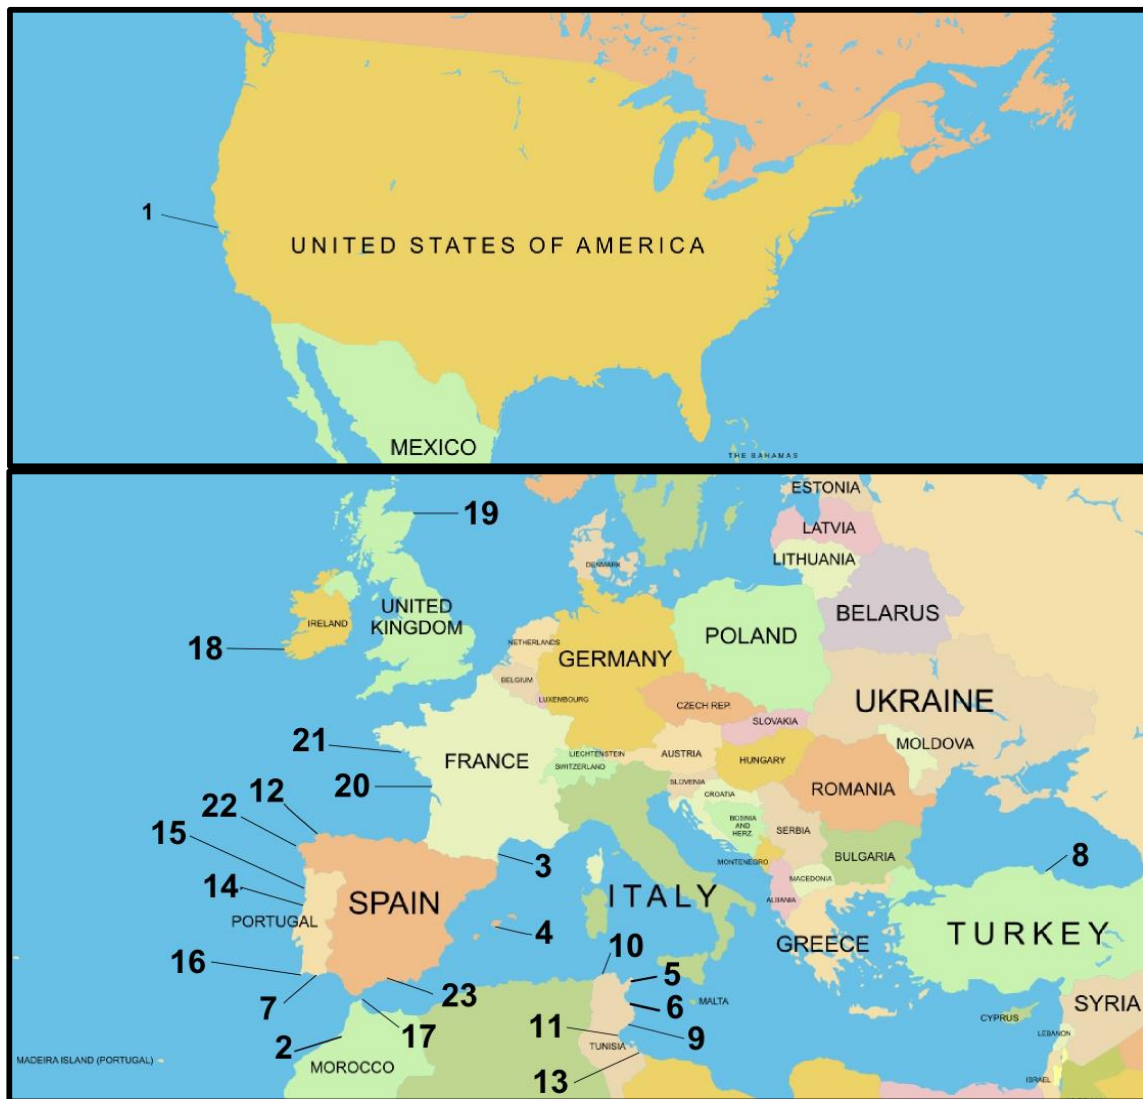 1
UNITED STATES OF AMERICA
MEXICO
THE BAHAMAS
ESTONIA
19
LATVIA
LITHUANIA
DENMARK
UNITED
KINGDOM
IRELAND
BELARUS
POLAND
18
NETHERLANDS
GERMANY
BELGIUM
LUXEMBOURG
CZECH REP.
UKRAINE
SLOVAKIA
21
FRANCE
LIECHTENSTEIN
SWITZERLAND
AUSTRIA
HUNGARY
MOLDOVA
20
SLOVEINIA
CROATIA
ROMANIA
12
22
BOSINIA
AND
HERZ.
SERBIA
15
3
MONTENEGRO
BULGARIA
8
14
SPAIN
ITALY
MACEDONIA
ALBANIA
PORTUGAL
4
GREECE
TURKEY
16
10
7
23
5
MALTA
SYRIA
6
CYPRUS
2
17
11
9
LEBANON
MADEIRA ISLAND (PORTUGAL)
MOROCCO
TUNISIA
13
ISRAEL